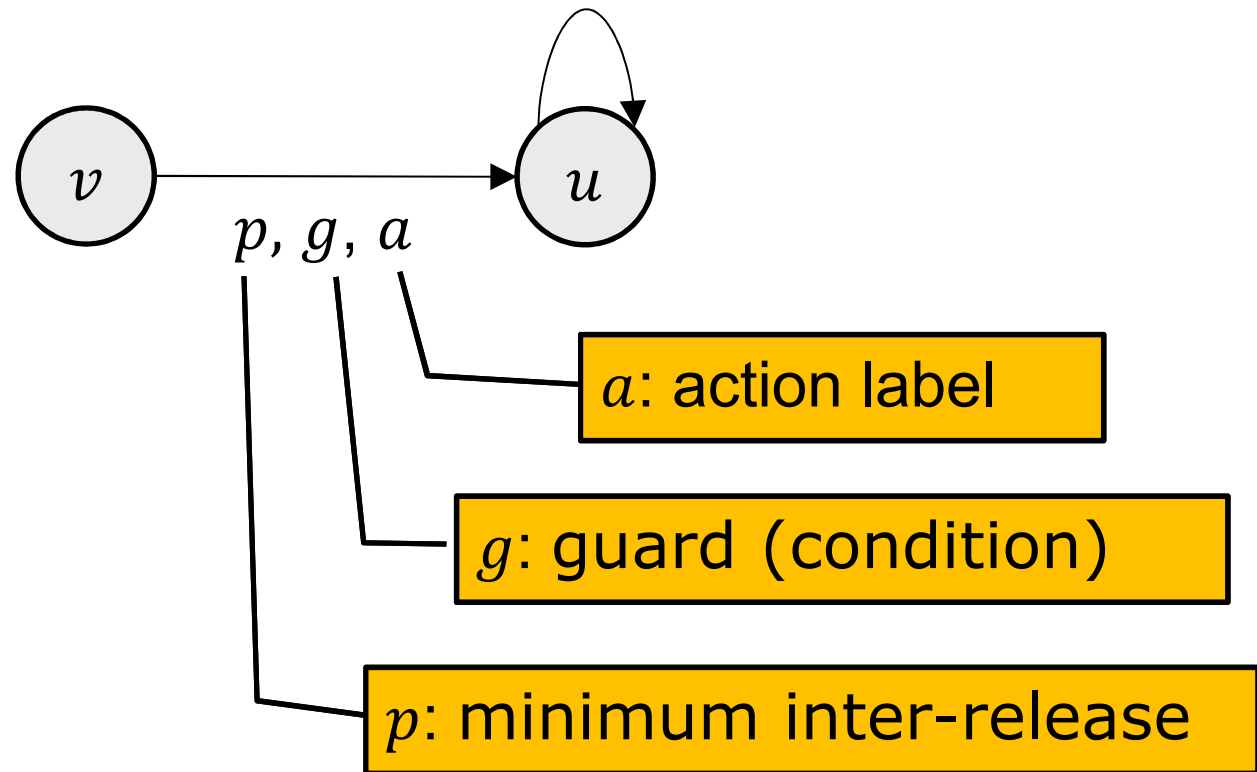 v
u
p, g, a
a: action label
g: guard (condition)
p: minimum inter-release